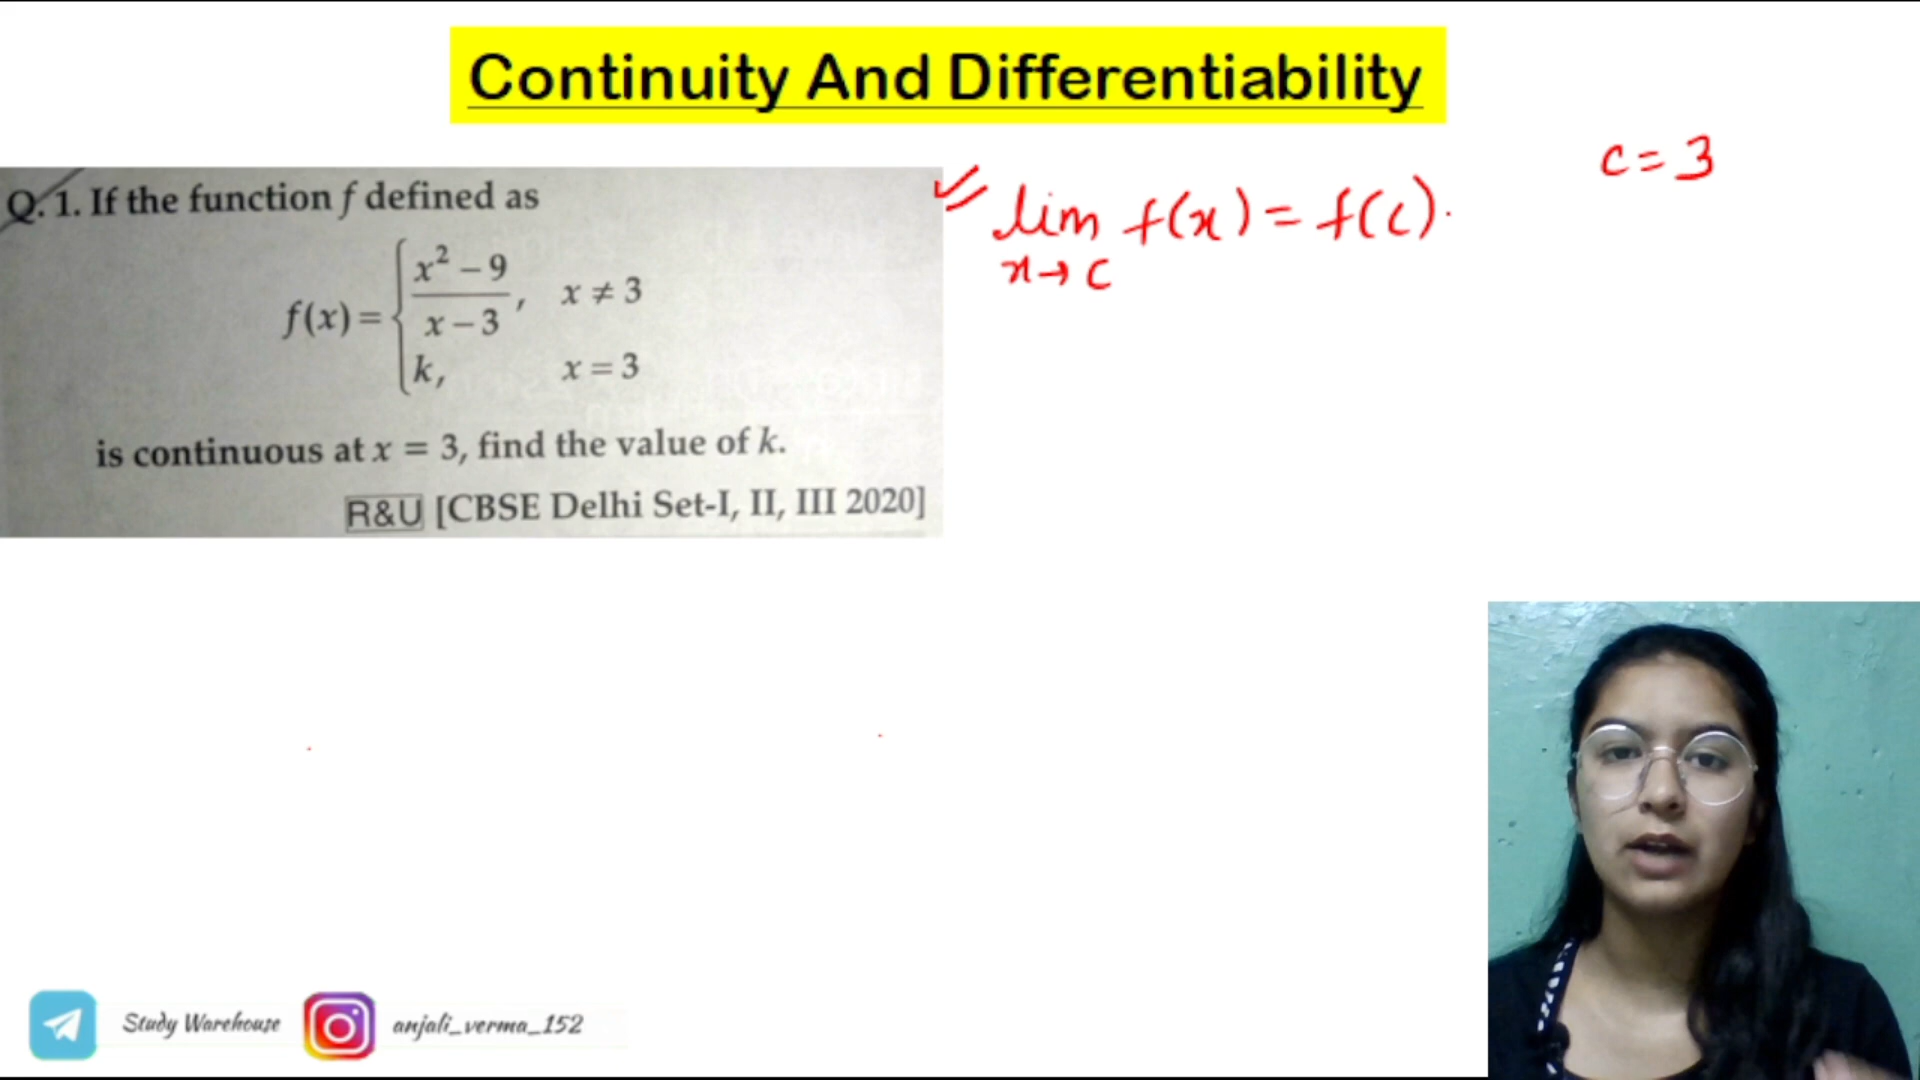 Continuity And Differentiability
c = 3
Q. 1. If the function f defined as
f(x) = { x² – 9 / x – 3 , x ≠ 3
k, x = 3
is continuous at x = 3, find the value of k.
R&U [CBSE Delhi Set-I, II, III 2020]
lim f(x) = f(c).
x → c
Study Warehouse
anjali_verma_152